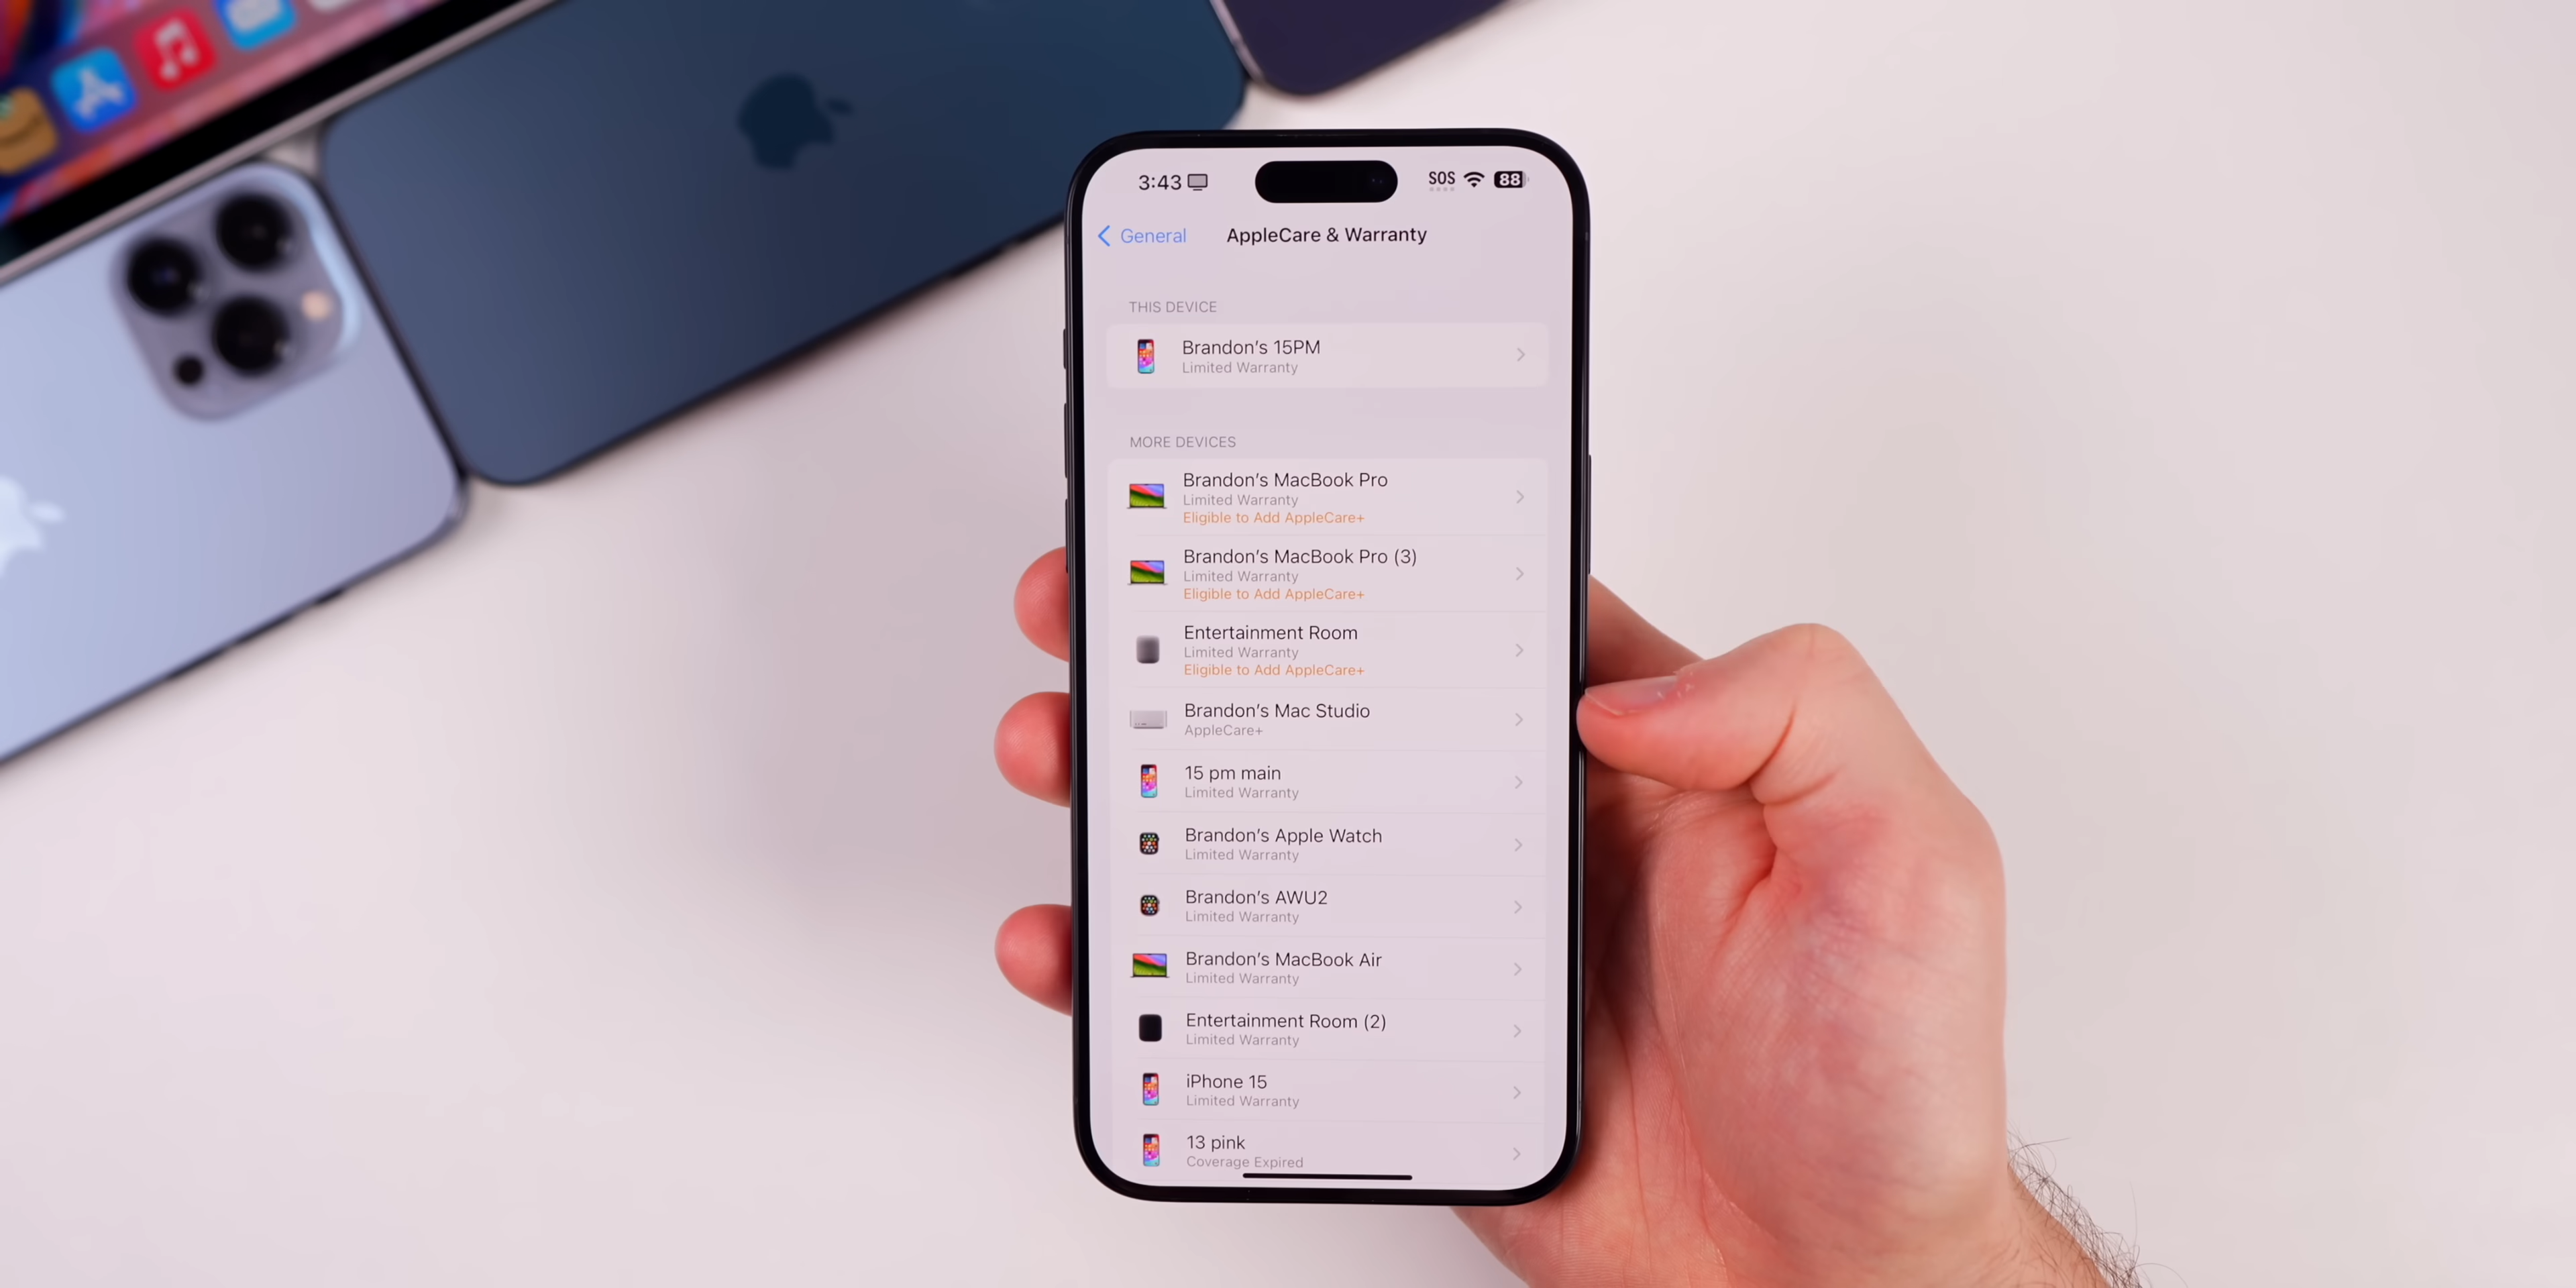 3:43
SOS
88
General
AppleCare & Warranty
THIS DEVICE
Brandon's 15PM
Limited Warranty
MORE DEVICES
Brandon's MacBook Pro
Limited Warranty
Eligible to Add AppleCare+
Brandon's MacBook Pro (3)
Limited Warranty
Eligible to Add AppleCare+
Entertainment Room
Limited Warranty
Eligible to Add AppleCare+
Brandon's Mac Studio
AppleCare+
15 pm main
Limited Warranty
Brandon's Apple Watch
Limited Warranty
Brandon's AWU2
Limited Warranty
Brandon's MacBook Air
Limited Warranty
Entertainment Room (2)
Limited Warranty
iPhone 15
Limited Warranty
13 pink
Coverage Expired